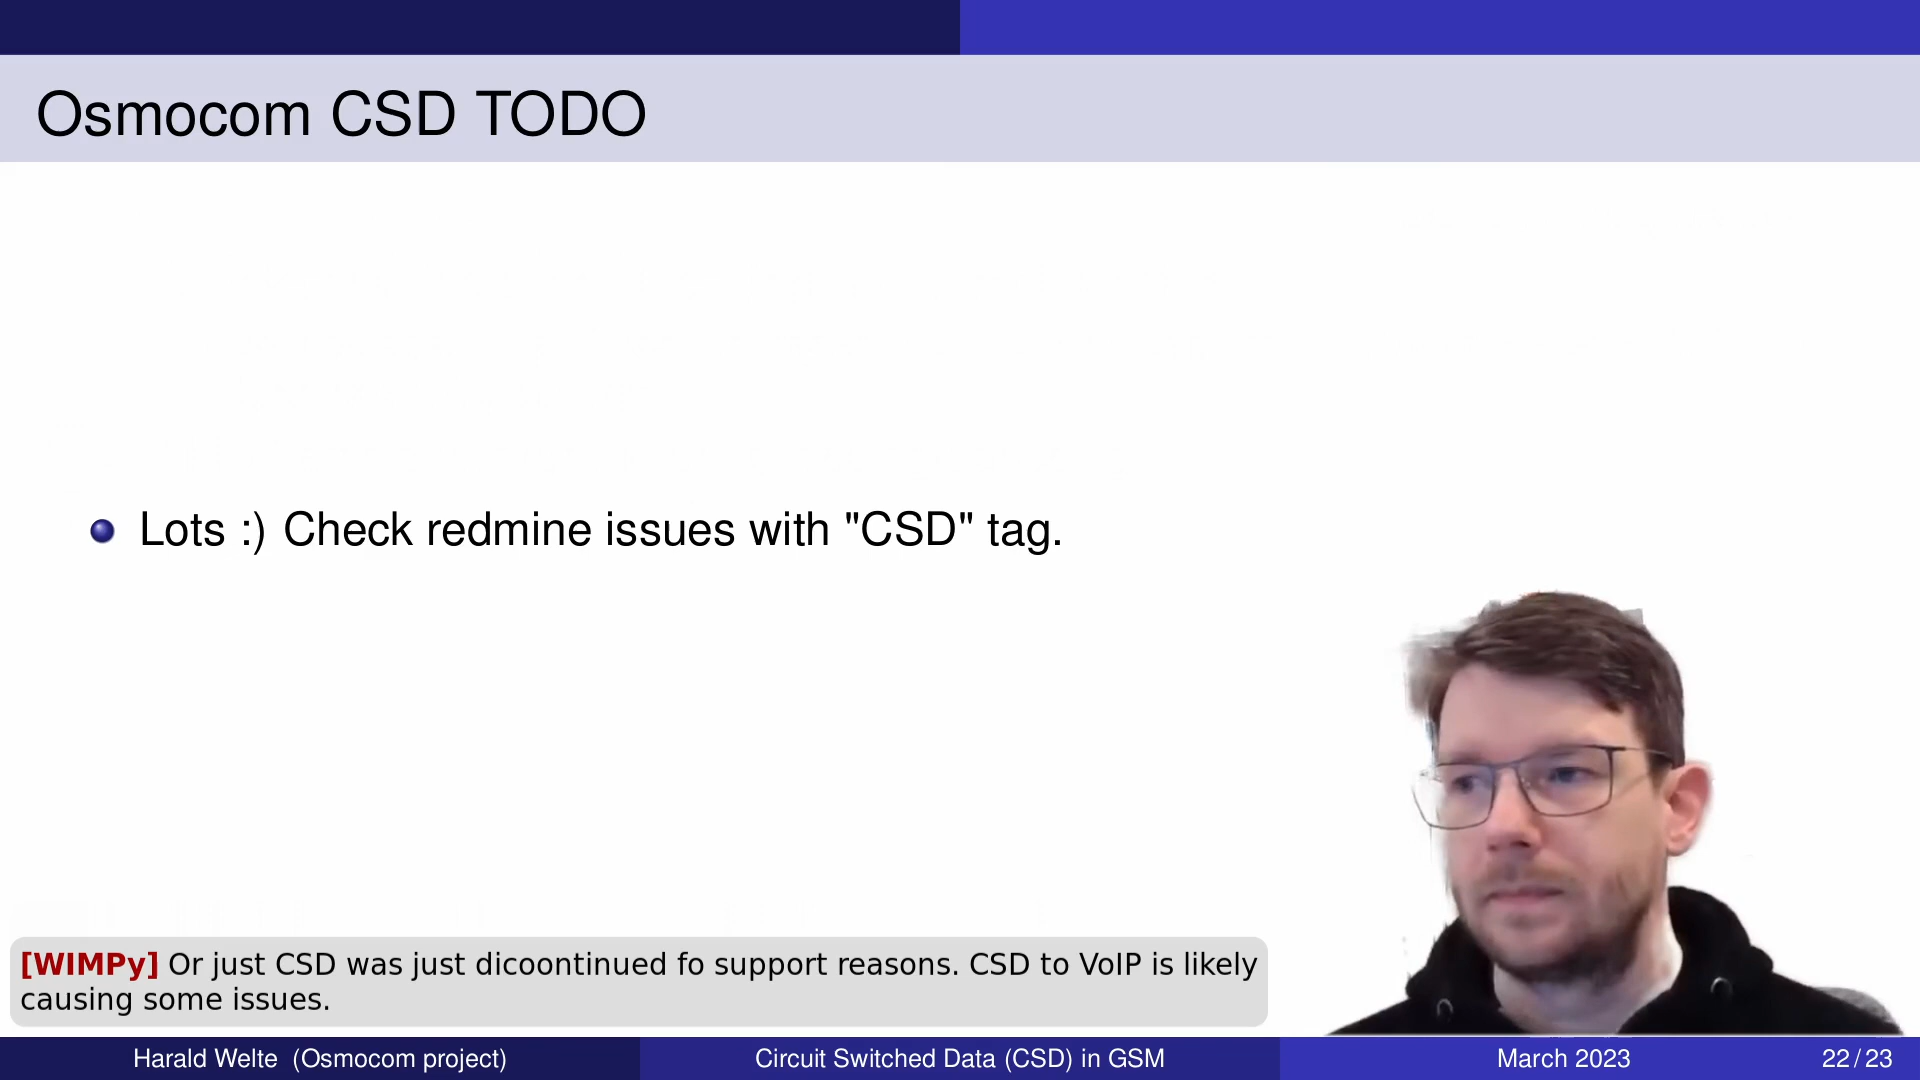 Osmocom CSD TODO
Lots :) Check redmine issues with "CSD" tag.
[WIMPy] Or just CSD was just dicoontinued fo support reasons. CSD to VoIP is likely
causing some issues.
Harald Welte (Osmocom project) Circuit Switched Data (CSD) in GSM March 2023 22 / 23